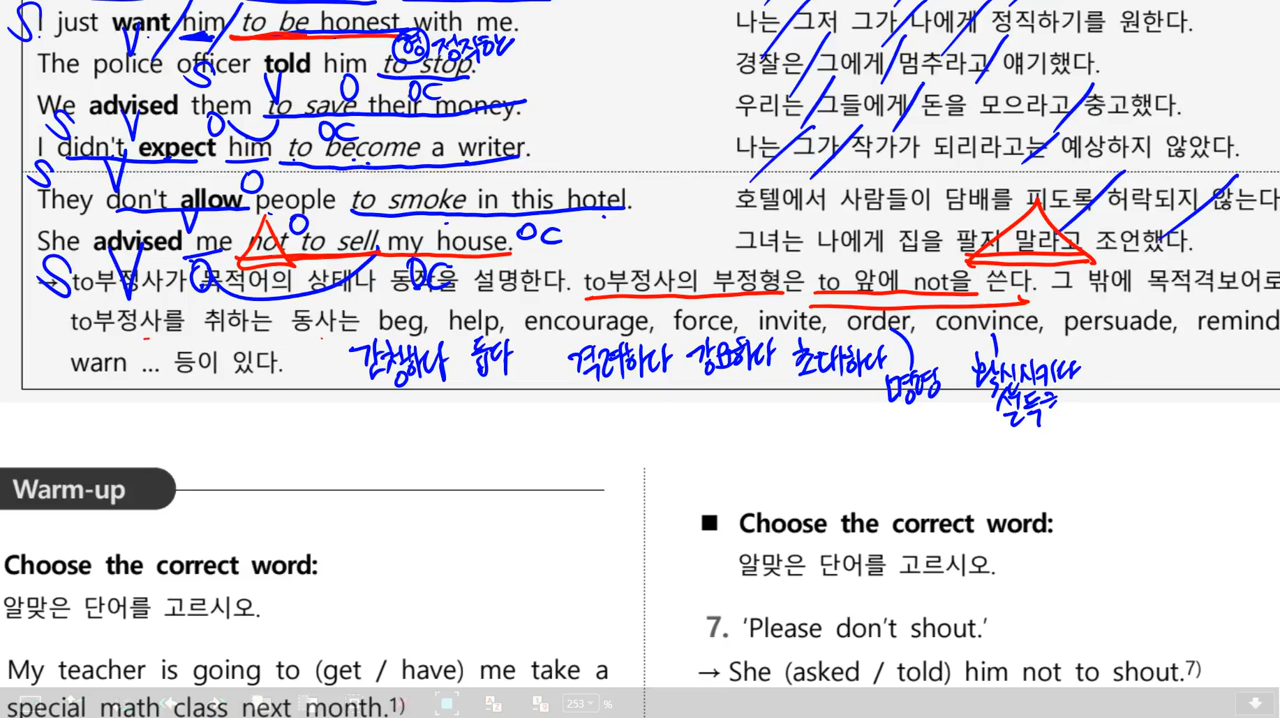 I just want him to be honest with me. 나는 그저 그가 나에게 정직하기를 원한다.
형 정직한
The police officer told him to stop. 경찰은 그에게 멈추라고 얘기했다.
We advised them to save their money. 우리는 그들에게 돈을 모으라고 충고했다.
I didn't expect him to become a writer. 나는 그가 작가가 되리라고는 예상하지 않았다.
They don't allow people to smoke in this hotel. 호텔에서 사람들이 담배를 피도록 허락되지 않는다
She advised me not to sell my house. 그녀는 나에게 집을 팔지 말라고 조언했다.
→ to부정사가 목적어의 상태나 동작을 설명한다. to부정사의 부정형은 to 앞에 not을 쓴다. 그 밖에 목적격보어로
to부정사를 취하는 동사는 beg, help, encourage, force, invite, order, convince, persuade, remind
warn ... 등이 있다.
간청하다 돕다 격려하다 강요하다 초대하다 명령 확신시키다
설득
Warm-up
Choose the correct word:
알맞은 단어를 고르시오.
My teacher is going to (get / have) me take a
special math class next month.1)
■ Choose the correct word:
알맞은 단어를 고르시오.
7. 'Please don't shout.'
→ She (asked / told) him not to shout.7)
253 %